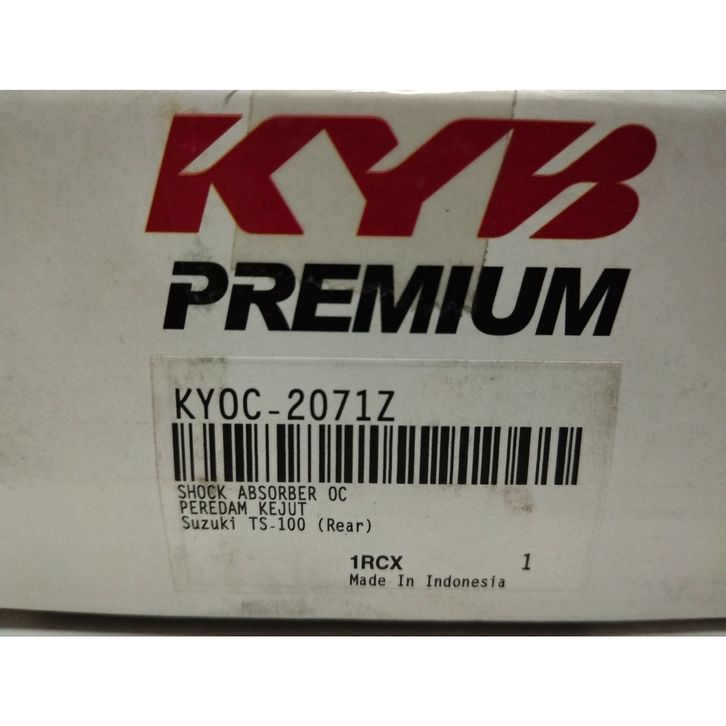 KYB
PREMIUM
KYOC-2071Z
SHOCK ABSORBER OC
PEREDAM KEJUT
Suzuki TS-100 (Rear)
1RCX 1
Made In Indonesia